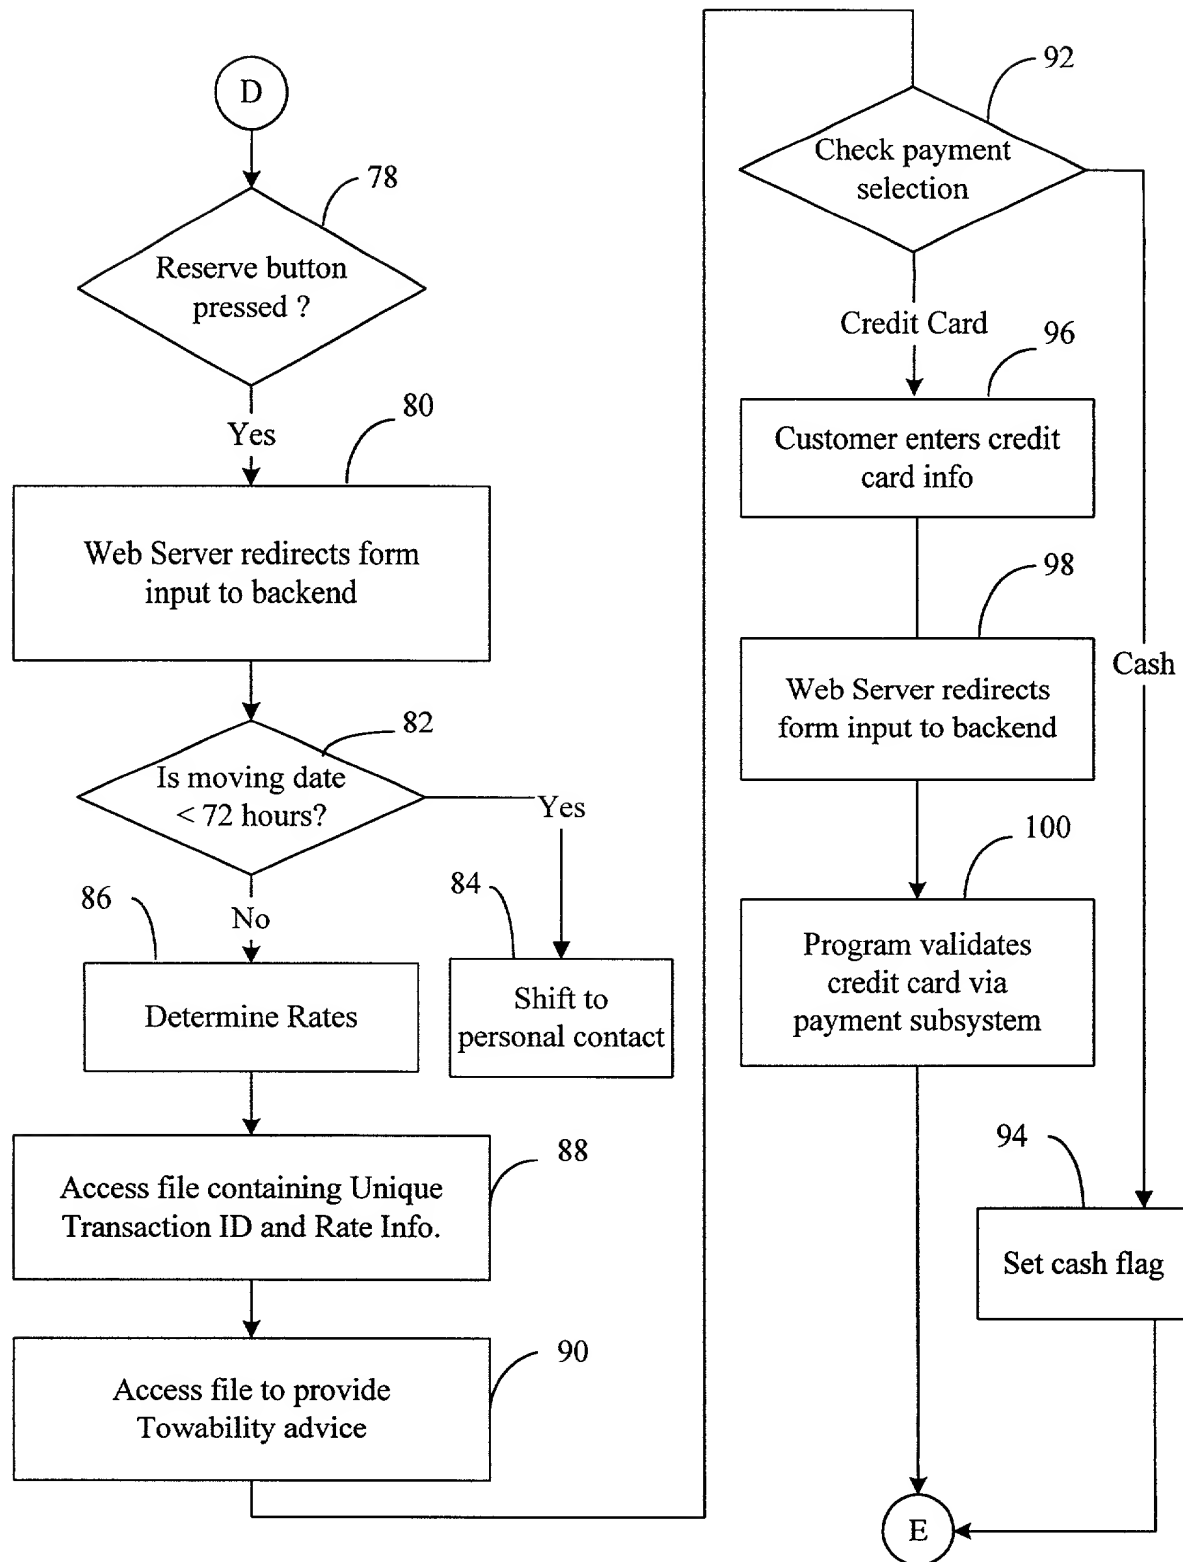 D
78
Reserve button
pressed ?
Yes
80
Web Server redirects form
input to backend
82
Is moving date
< 72 hours?
Yes
No
86
Determine Rates
84
Shift to
personal contact
88
Access file containing Unique
Transaction ID and Rate Info.
90
Access file to provide
Towability advice
92
Check payment
selection
Credit Card
96
Customer enters credit
card info
98
Web Server redirects
form input to backend
Cash
100
Program validates
credit card via
payment subsystem
94
Set cash flag
E